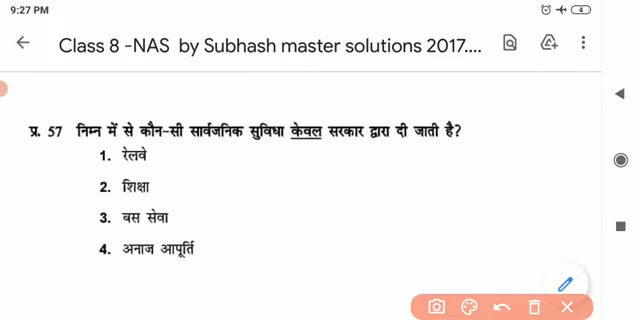 9:27 PM
4
Class 8 -NAS by Subhash master solutions 2017....
प्र. 57 निम्न में से कौन-सी सार्वजनिक सुविधा केवल सरकार द्वारा दी जाती है?
1. रेलवे
2. शिक्षा
3. बस सेवा
4. अनाज आपूर्ति